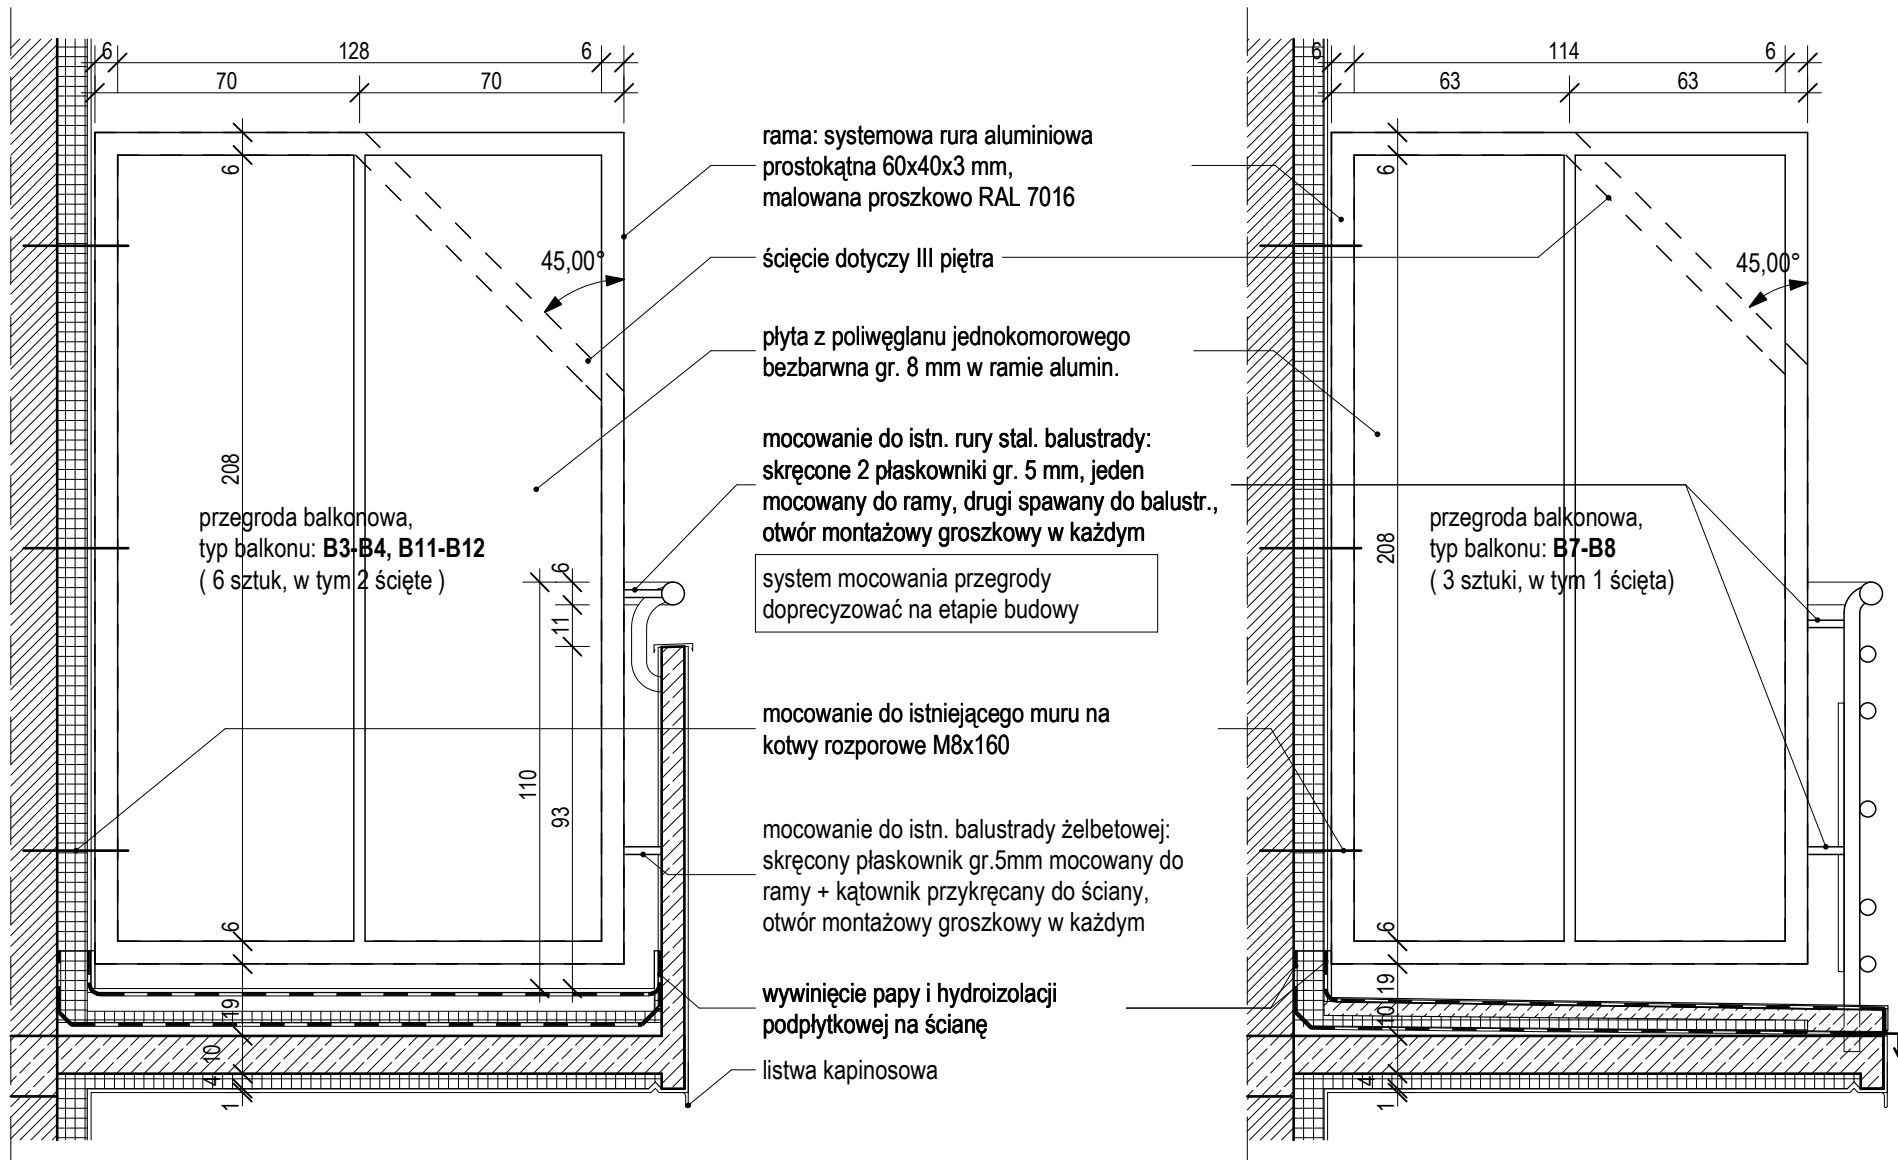 6 128 6
70 70
6 114 6
63 63
rama: systemowa rura aluminiowa
prostokątna 60x40x3 mm,
malowana proszkowo RAL 7016
6
6
45,00°
ścięcie dotyczy III piętra
45,00°
płyta z poliwęglanu jednokomorowego
bezbarwna gr. 8 mm w ramie alumin.
mocowanie do istn. rury stal. balustrady:
skręcone 2 płaskowniki gr. 5 mm, jeden
mocowany do ramy, drugi spawany do balustr.,
otwór montażowy groszkowy w każdym
208
przegroda balkonowa,
typ balkonu: B3-B4, B11-B12
( 6 sztuk, w tym 2 ścięte )
208
przegroda balkonowa,
typ balkonu: B7-B8
( 3 sztuki, w tym 1 ścięta)
system mocowania przegrody
doprecyzować na etapie budowy
6
11
110
93
mocowanie do istniejącego muru na
kotwy rozporowe M8x160
mocowanie do istn. balustrady żelbetowej:
skręcony płaskownik gr.5mm mocowany do
ramy + kątownik przykręcany do ściany,
otwór montażowy groszkowy w każdym
6
19
10
4
1
6
19
10
4
1
wywinięcie papy i hydroizolacji
podpłytkowej na ścianę
listwa kapinosowa